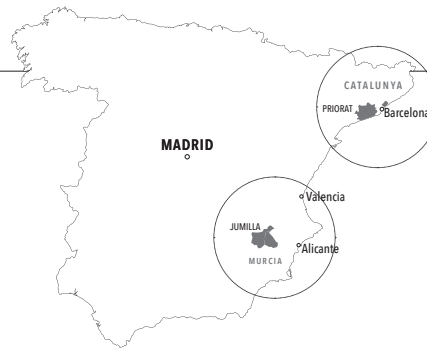 CATALUNYA
PRIORAT
Barcelona
MADRID
Valencia
JUMILLA
Alicante
MURCIA